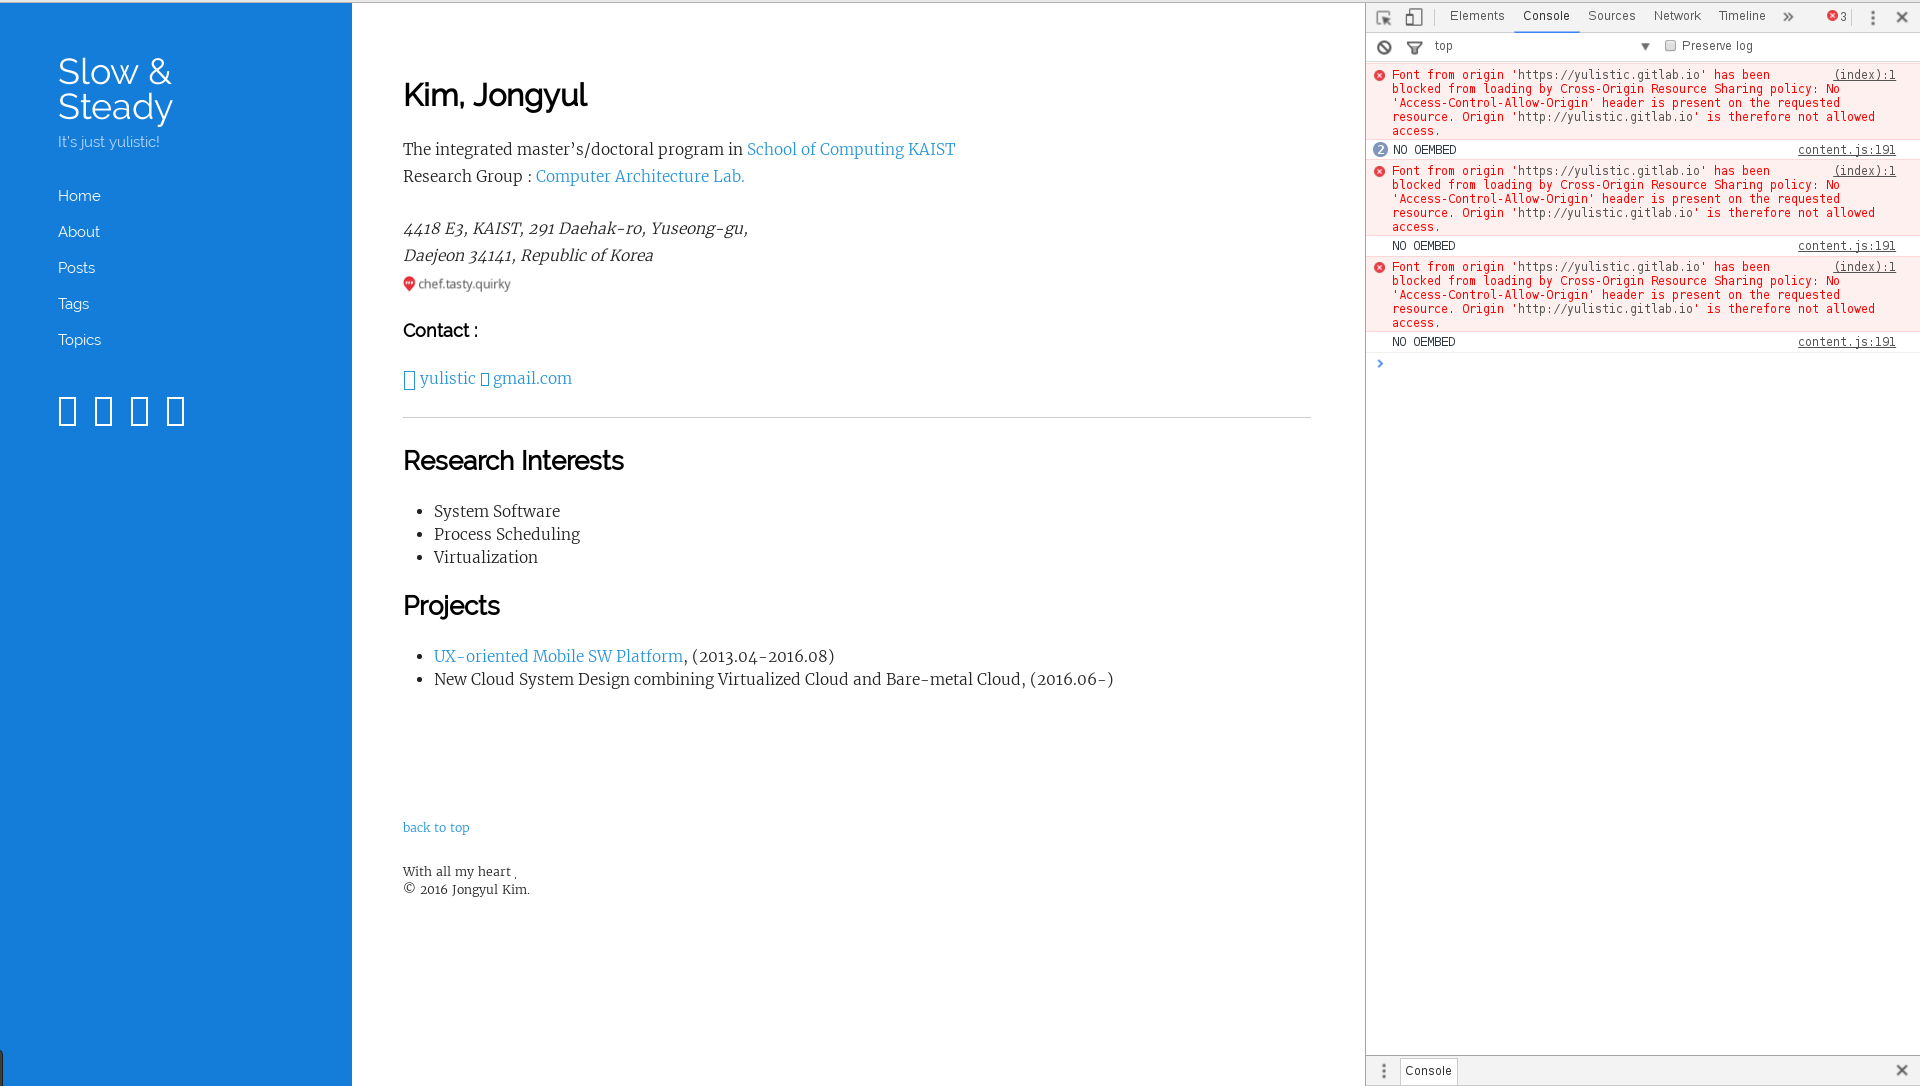 Slow &
Steady
It's just yulistic!
Home
About
Posts
Tags
Topics
Kim, Jongyul
The integrated master’s/doctoral program in School of Computing KAIST
Research Group : Computer Architecture Lab.
4418 E3, KAIST, 291 Daehak-ro, Yuseong-gu,
Daejeon 34141, Republic of Korea
chef.tasty.quirky
Contact :
yulistic gmail.com
Research Interests
• System Software
• Process Scheduling
• Virtualization
Projects
• UX-oriented Mobile SW Platform, (2013.04-2016.08)
• New Cloud System Design combining Virtualized Cloud and Bare-metal Cloud, (2016.06-)
back to top
With all my heart .
© 2016 Jongyul Kim.
Elements Console Sources Network Timeline » 3
top Preserve log
Font from origin 'https://yulistic.gitlab.io' has been (index):1
blocked from loading by Cross-Origin Resource Sharing policy: No
'Access-Control-Allow-Origin' header is present on the requested
resource. Origin 'http://yulistic.gitlab.io' is therefore not allowed
access.
2 NO OEMBED content.js:191
Font from origin 'https://yulistic.gitlab.io' has been (index):1
blocked from loading by Cross-Origin Resource Sharing policy: No
'Access-Control-Allow-Origin' header is present on the requested
resource. Origin 'http://yulistic.gitlab.io' is therefore not allowed
access.
NO OEMBED content.js:191
Font from origin 'https://yulistic.gitlab.io' has been (index):1
blocked from loading by Cross-Origin Resource Sharing policy: No
'Access-Control-Allow-Origin' header is present on the requested
resource. Origin 'http://yulistic.gitlab.io' is therefore not allowed
access.
NO OEMBED content.js:191
Console